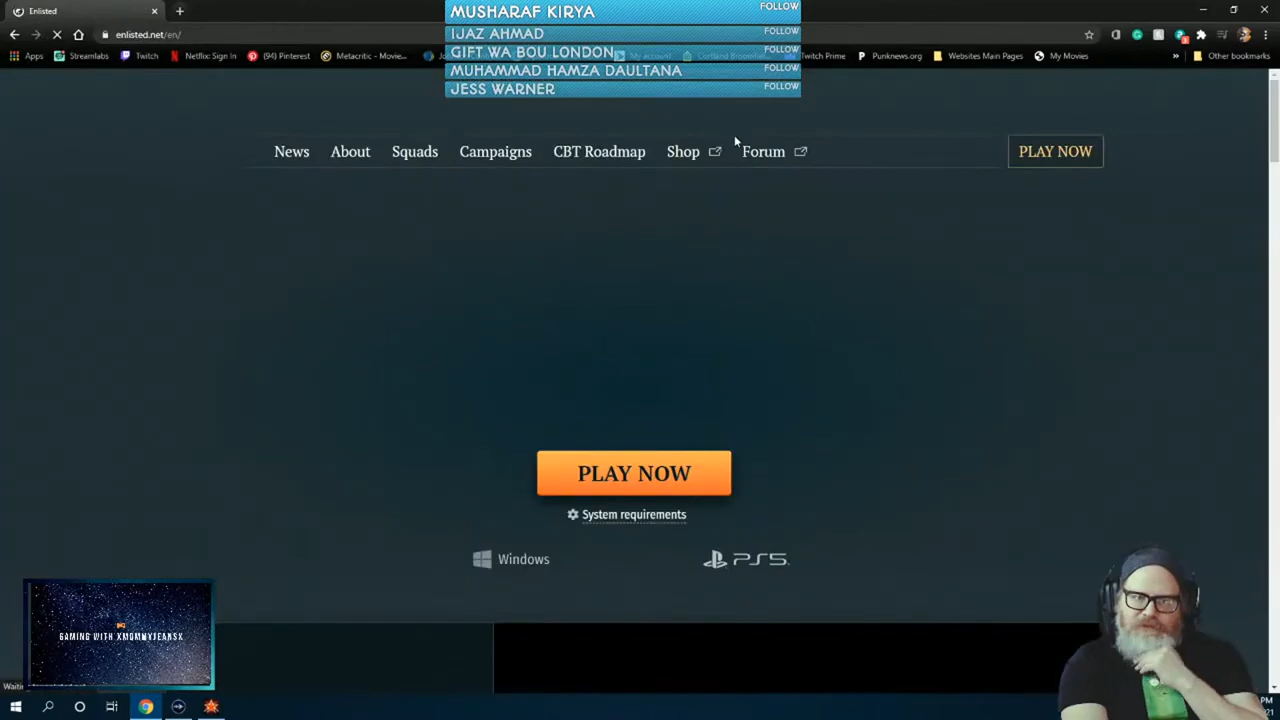 Enlisted
MUSHARAF KIRYA FOLLOW
IJAZ AHMAD FOLLOW
GIFT WA BOU LONDON FOLLOW
MUHAMMAD HAMZA DAULTANA FOLLOW
JESS WARNER FOLLOW
enlisted.net/en/
Apps Streamlabs Twitch Netflix: Sign In (94) Pinterest Metacritic - Movie... My account Twitch Prime Punknews.org Websites Main Pages My Movies » Other bookmarks
News About Squads Campaigns CBT Roadmap Shop Forum PLAY NOW
PLAY NOW
System requirements
Windows PS5
GAMING WITH XMOMMYJEANSX
PM